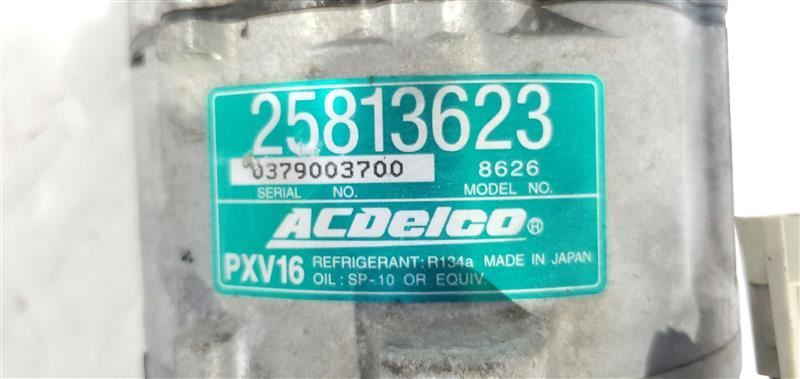 25813623
0379003700 8626
SERIAL NO. MODEL NO.
ACDelco®
PXV16 REFRIGERANT: R134a MADE IN JAPAN
OIL: SP-10 OR EQUIV.